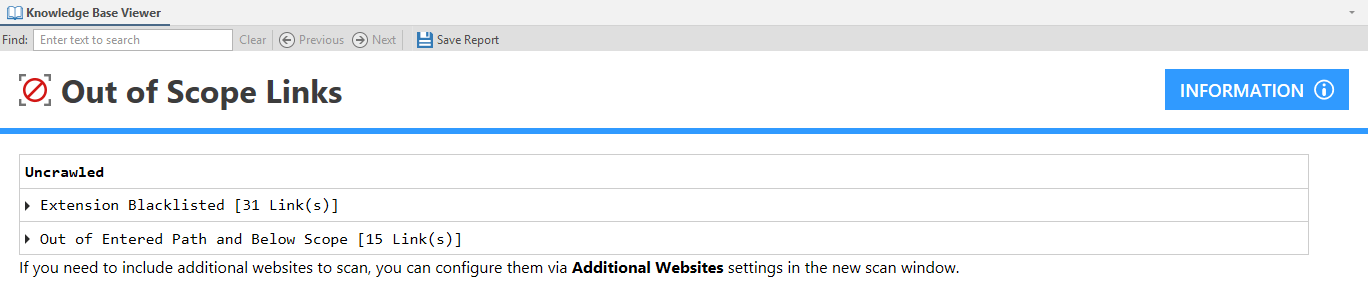 Knowledge Base Viewer
Find: Enter text to search Clear Previous Next Save Report
Out of Scope Links
INFORMATION
Uncrawled
Extension Blacklisted [31 Link(s)]
Out of Entered Path and Below Scope [15 Link(s)]
If you need to include additional websites to scan, you can configure them via Additional Websites settings in the new scan window.